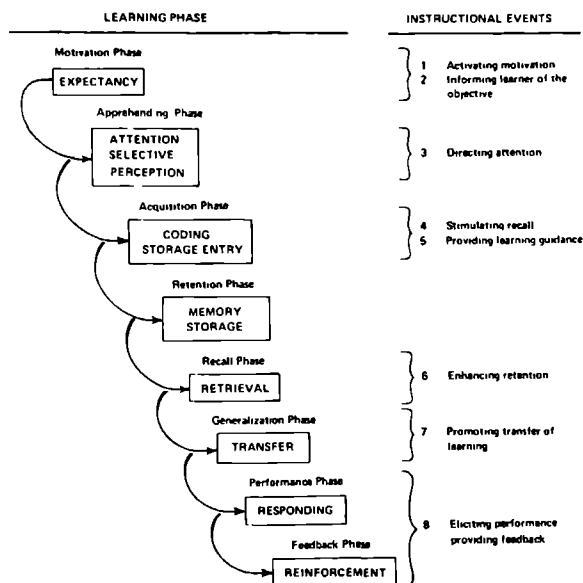 LEARNING PHASE
INSTRUCTIONAL EVENTS
Motivation Phase
EXPECTANCY
1 Activating motivation
2 Informing learner of the
objective
Apprehending Phase
ATTENTION
SELECTIVE
PERCEPTION
3 Directing attention
Acquisition Phase
CODING
STORAGE ENTRY
4 Stimulating recall
5 Providing learning guidance
Retention Phase
MEMORY
STORAGE
Recall Phase
RETRIEVAL
6 Enhancing retention
Generalization Phase
TRANSFER
7 Promoting transfer of
learning
Performance Phase
RESPONDING
Feedback Phase
REINFORCEMENT
8 Eliciting performance
providing feedback